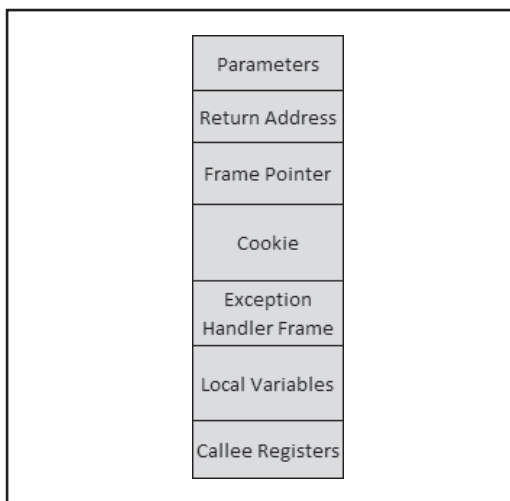 Parameters
Return Address
Frame Pointer
Cookie
Exception
Handler Frame
Local Variables
Callee Registers